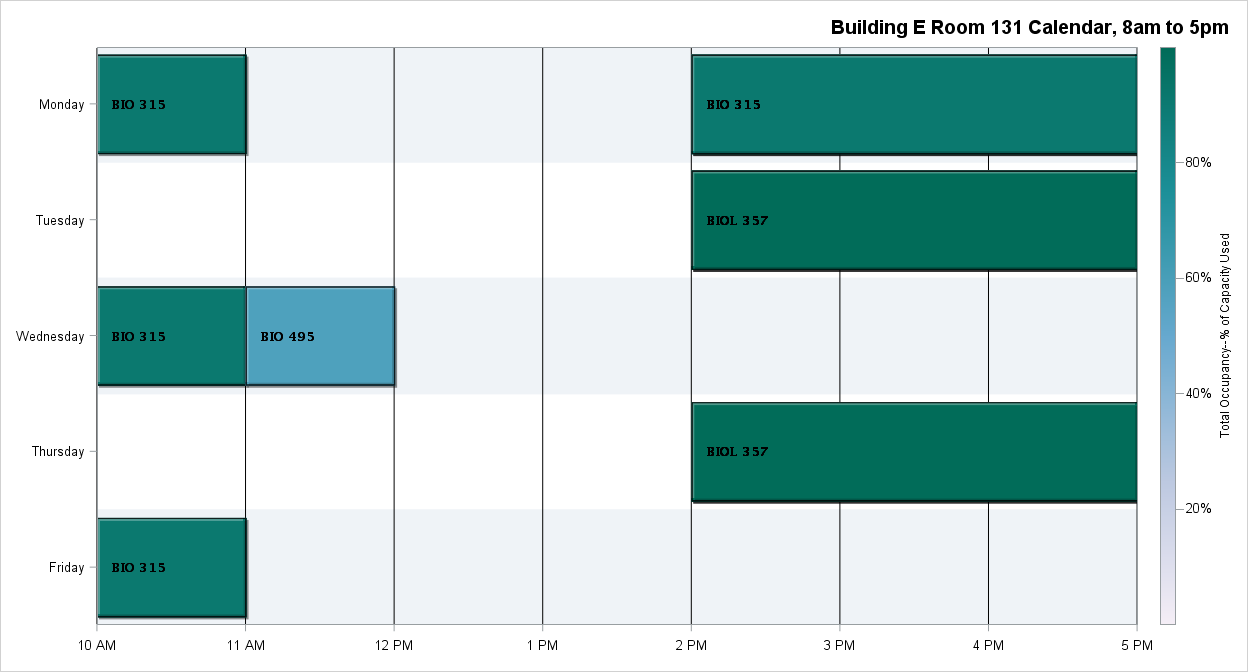 Building E Room 131 Calendar, 8am to 5pm
Monday
BIO 315
BIO 315
Tuesday
BIOL 357
Wednesday
BIO 315
BIO 495
Thursday
BIOL 357
Friday
BIO 315
10 AM
11 AM
12 PM
1 PM
2 PM
3 PM
4 PM
5 PM
80%
60%
40%
20%
Total Occupancy--% of Capacity Used